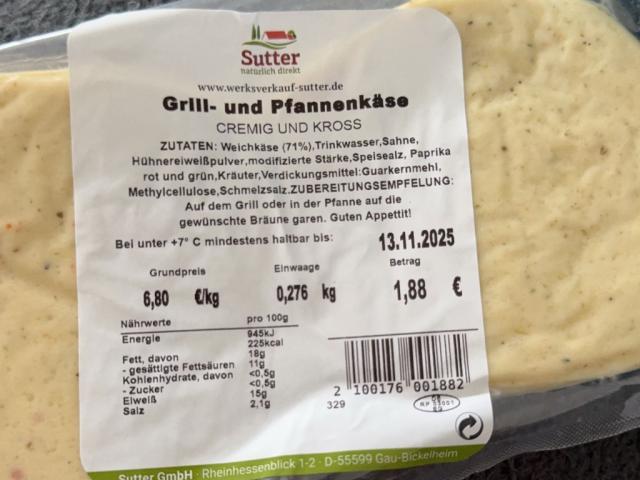 Sutter
natürlich direkt
www.werksverkauf-sutter.de
Grill- und Pfannenkäse
CREMIG UND KROSS
ZUTATEN: Weichkäse (71%),Trinkwasser,Sahne,
Hühnereiweißpulver,modifizierte Stärke,Speisealz, Paprika
rot und grün,Kräuter,Verdickungsmittel:Guarkernmehl,
Methylcellulose,Schmelzsalz.ZUBEREITUNGSEMPFELUNG:
Auf dem Grill oder in der Pfanne auf die
gewünschte Bräune garen. Guten Appettit!
Bei unter +7° C mindestens haltbar bis: 13.11.2025
Grundpreis Einwaage Betrag
6,80 €/kg 0,276 kg 1,88 €
Nährwerte pro 100g
Energie 945kJ
225kcal
Fett, davon 18g
- gesättigte Fettsäuren 11g
Kohlenhydrate, davon <0,5g
- Zucker <0,5g
Eiweß 15g
Salz 2,1g
2 100176 001882
329
Sutter GmbH · Rheinhessenblick 1-2 · D-55599 Gau-Bickelheim